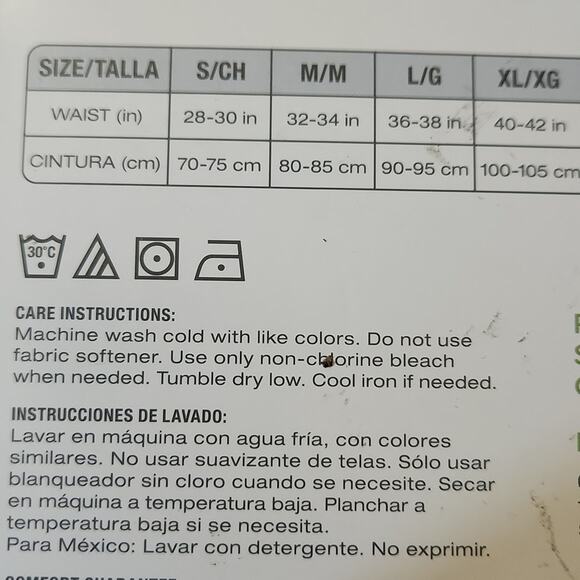 SIZE/TALLA S/CH M/M L/G XL/XG
WAIST (in) 28-30 in 32-34 in 36-38 in 40-42 in
CINTURA (cm) 70-75 cm 80-85 cm 90-95 cm 100-105 cm
30°C
CARE INSTRUCTIONS:
Machine wash cold with like colors. Do not use
fabric softener. Use only non-chlorine bleach
when needed. Tumble dry low. Cool iron if needed.
INSTRUCCIONES DE LAVADO:
Lavar en máquina con agua fría, con colores
similares. No usar suavizante de telas. Sólo usar
blanqueador sin cloro cuando se necesite. Secar
en máquina a temperatura baja. Planchar a
temperatura baja si se necesita.
Para México: Lavar con detergente. No exprimir.
COMFORT GUARANTEE